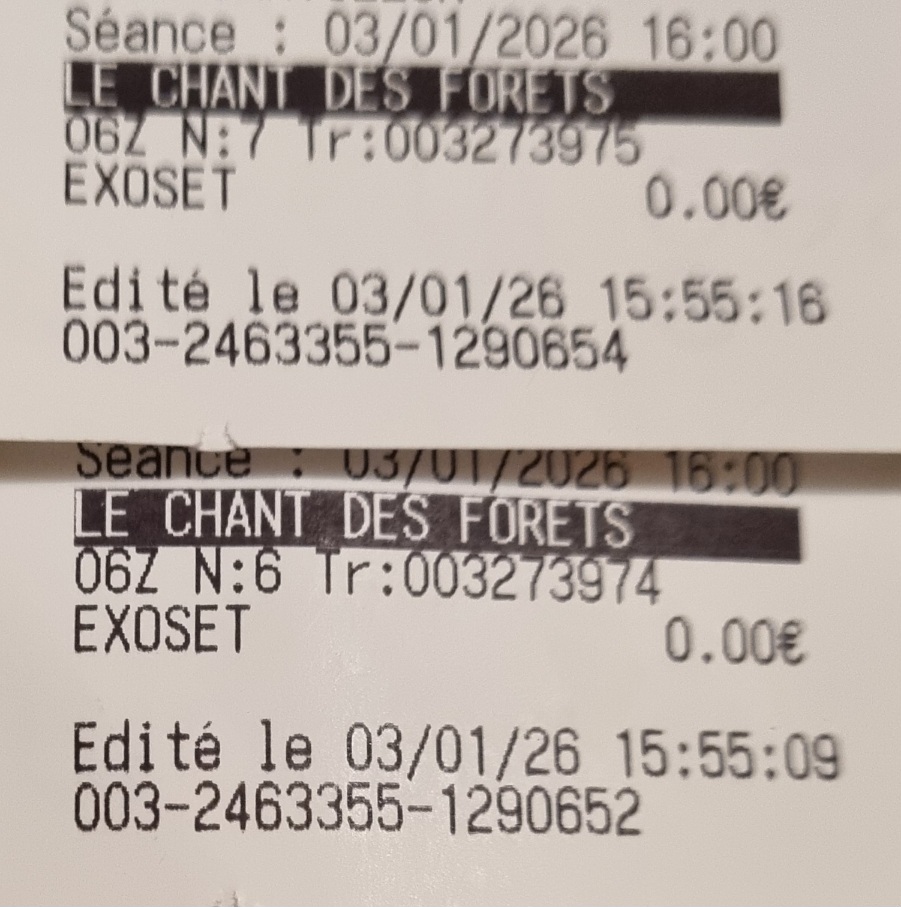 Séance : 03/01/2026 16:00
LE CHANT DES FORETS
06Z N:7 Tr:003273975
EXOSET 0.00€
Edité le 03/01/26 15:55:16
003-2463355-1290654
Séance : 03/01/2026 16:00
LE CHANT DES FORETS
06Z N:6 Tr:003273974
EXOSET 0.00€
Edité le 03/01/26 15:55:09
003-2463355-1290652